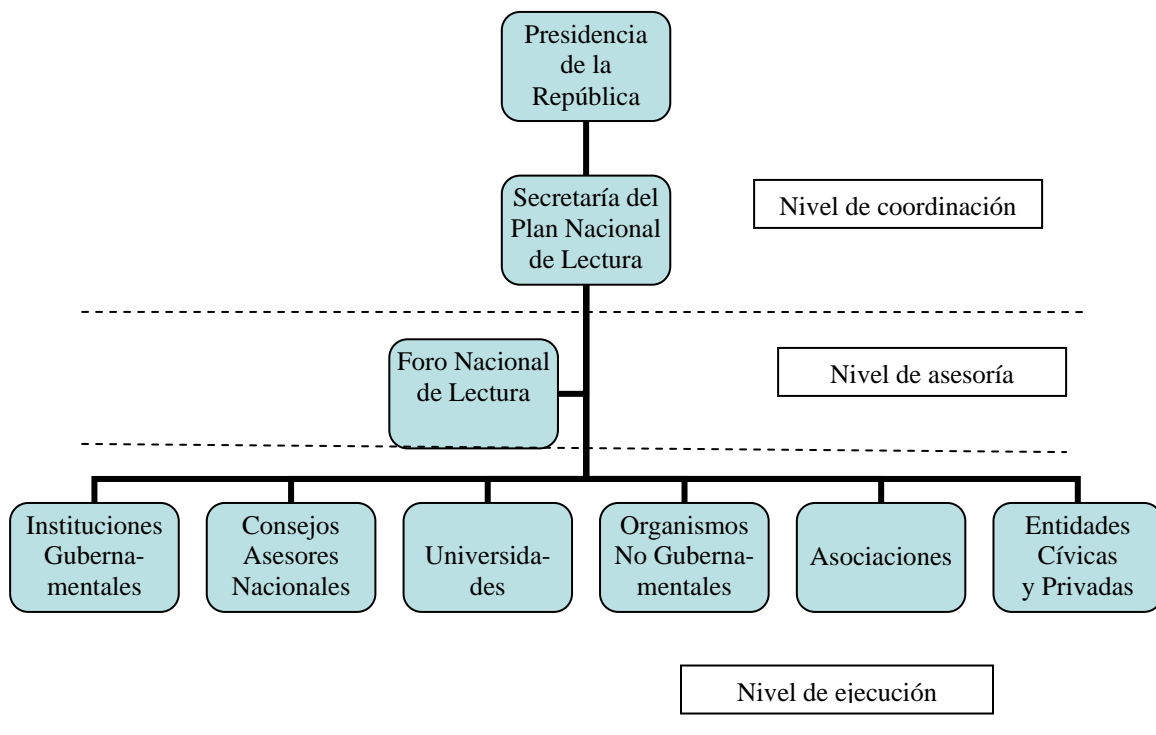 Presidencia
de la
República
Secretaría del
Plan Nacional
de Lectura
Nivel de coordinación
Foro Nacional
de Lectura
Nivel de asesoría
Instituciones
Guberna-
mentales
Consejos
Asesores
Nacionales
Universida-
des
Organismos
No Guberna-
mentales
Asociaciones
Entidades
Cívicas
y Privadas
Nivel de ejecución